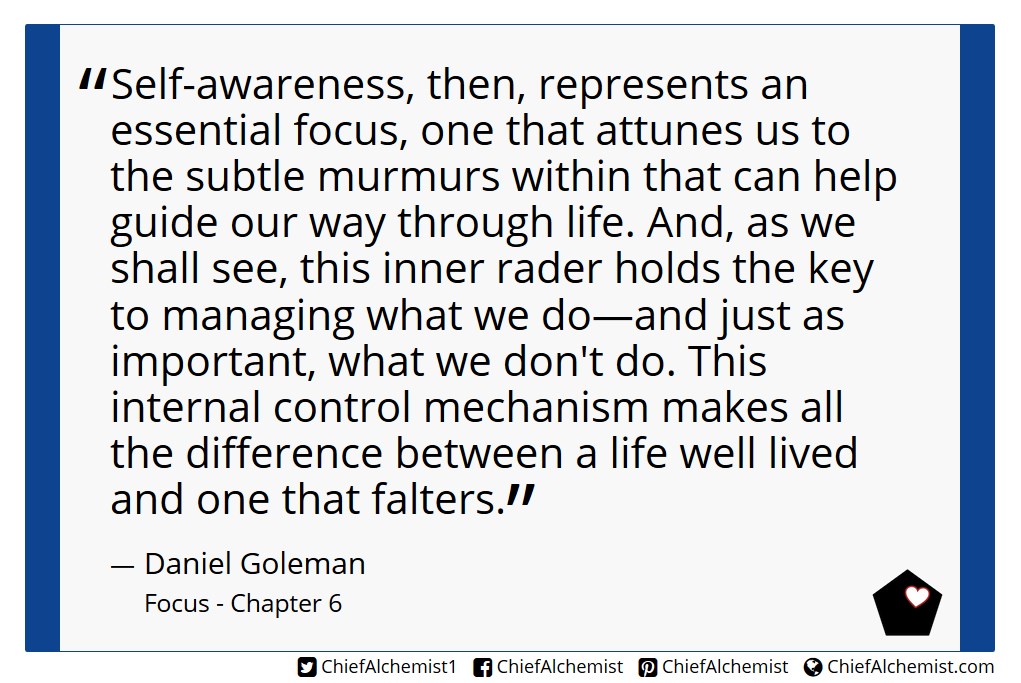 “Self-awareness, then, represents an
essential focus, one that attunes us to
the subtle murmurs within that can help
guide our way through life. And, as we
shall see, this inner rader holds the key
to managing what we do—and just as
important, what we don't do. This
internal control mechanism makes all
the difference between a life well lived
and one that falters.”
— Daniel Goleman
Focus - Chapter 6
ChiefAlchemist1 ChiefAlchemist ChiefAlchemist ChiefAlchemist.com